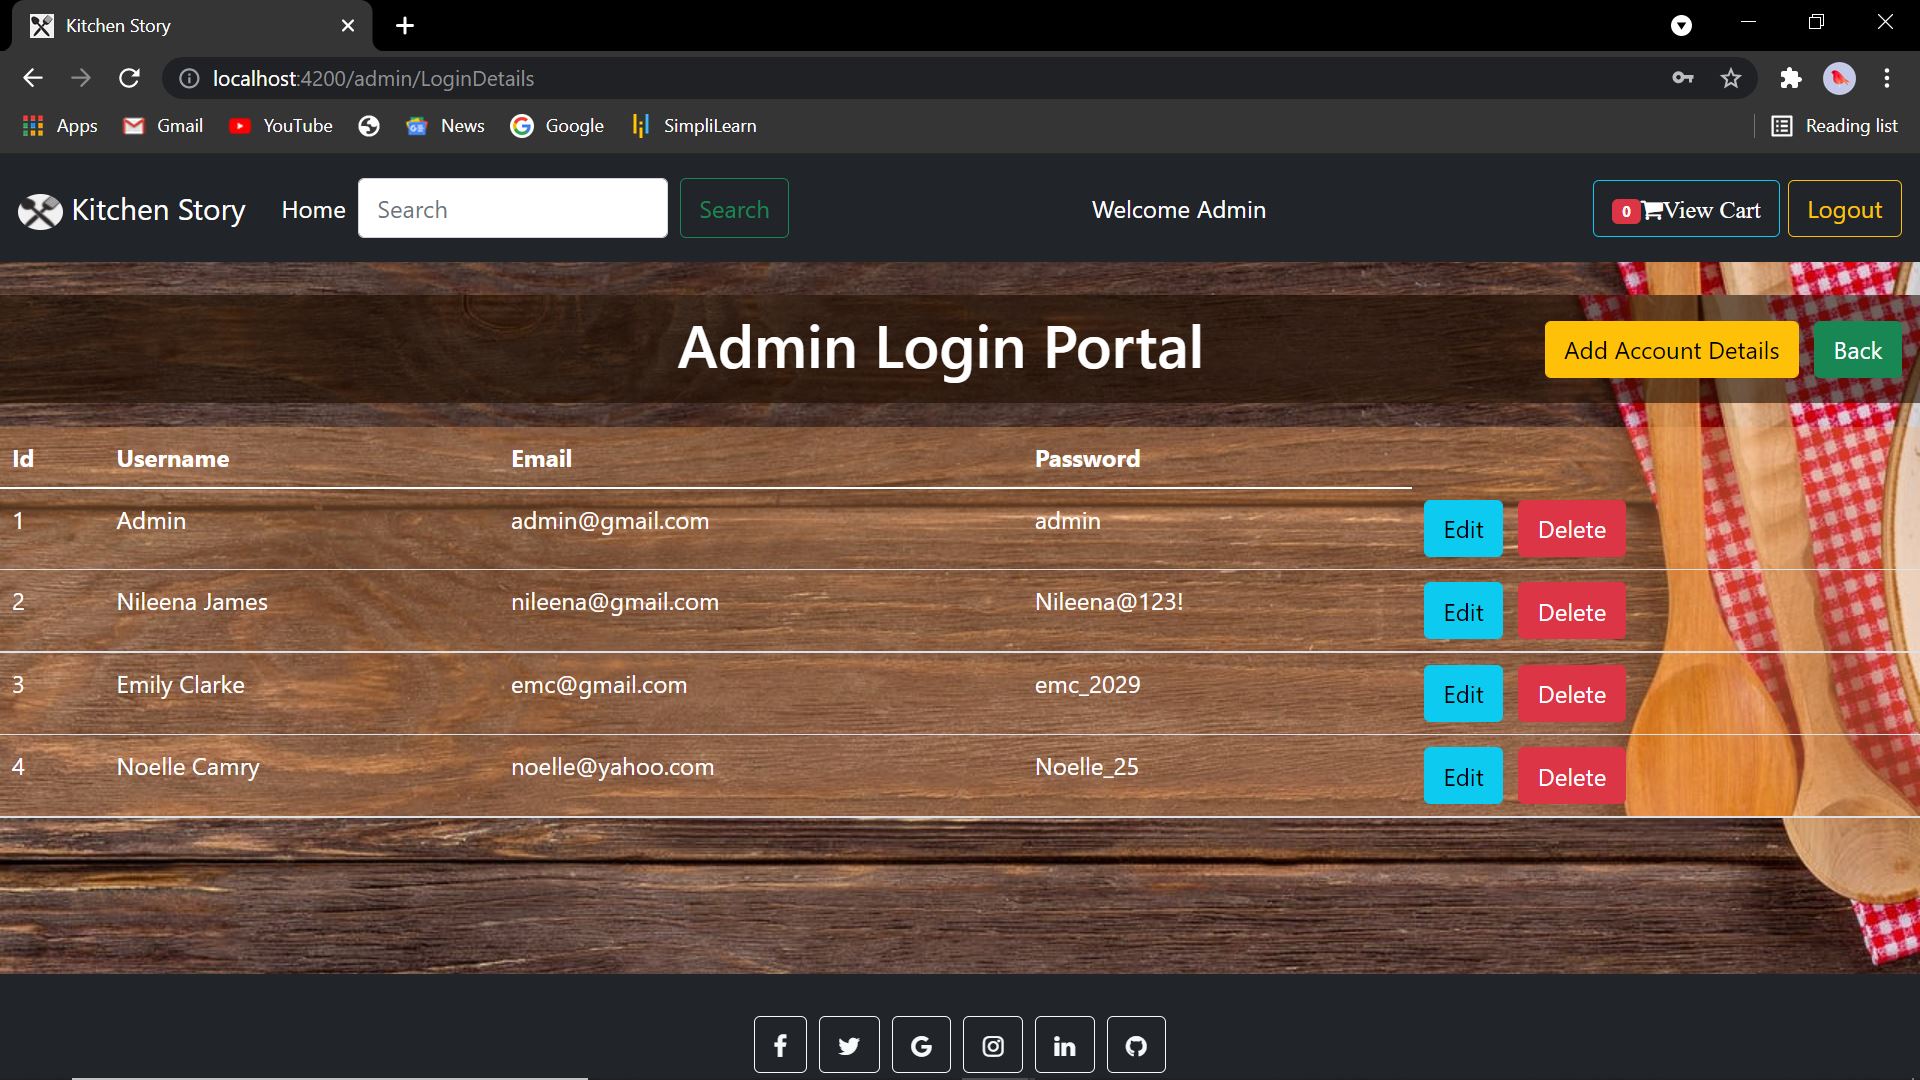 Kitchen Story
localhost:4200/admin/LoginDetails
Apps Gmail YouTube News Google SimpliLearn Reading list
Kitchen Story Home Search Search Welcome Admin 0 View Cart Logout
Admin Login Portal Add Account Details Back
Id Username Email Password
1 Admin admin@gmail.com admin Edit Delete
2 Nileena James nileena@gmail.com Nileena@123! Edit Delete
3 Emily Clarke emc@gmail.com emc_2029 Edit Delete
4 Noelle Camry noelle@yahoo.com Noelle_25 Edit Delete